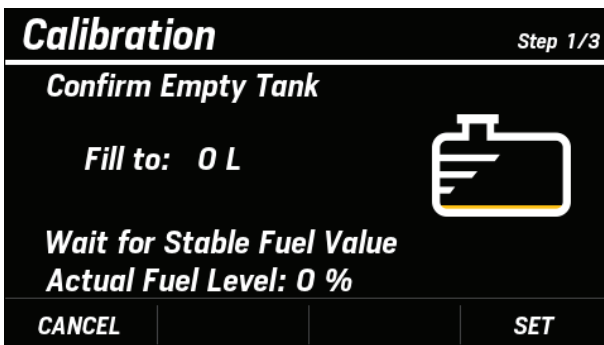 Calibration
Step 1/3
Confirm Empty Tank
Fill to: 0 L
Wait for Stable Fuel Value
Actual Fuel Level: 0 %
CANCEL
SET